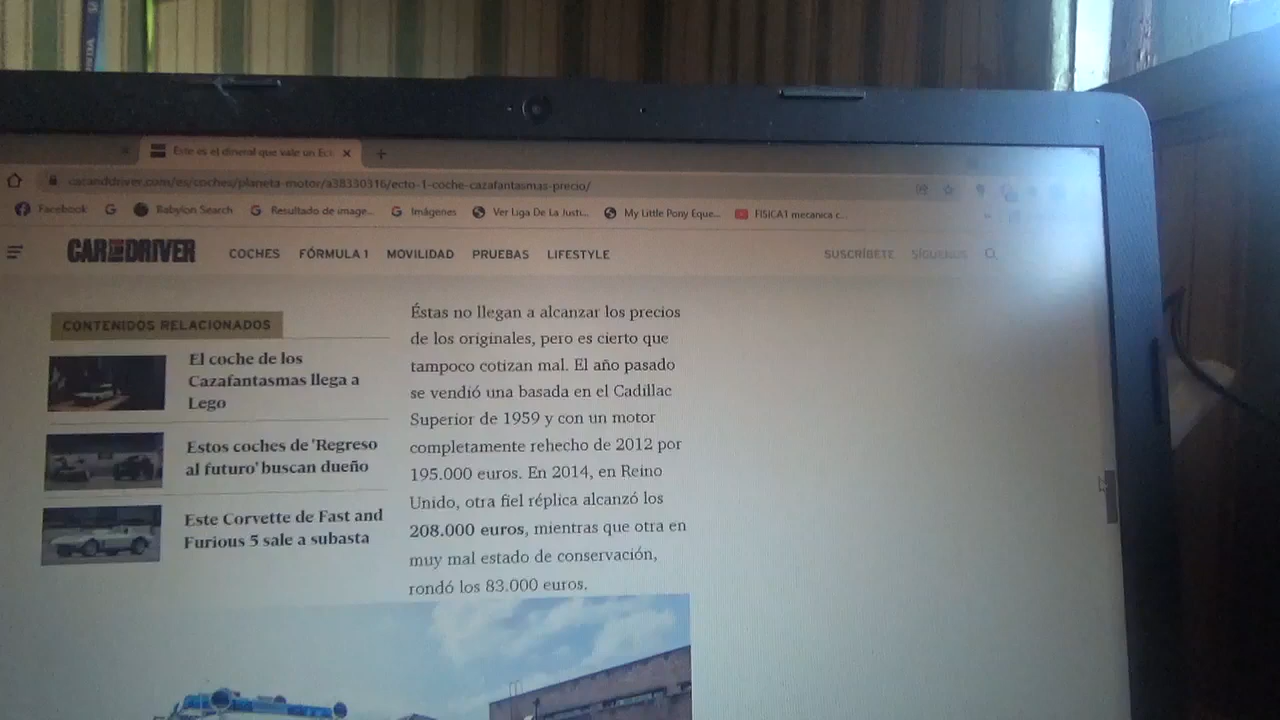 Este es el dineral que vale un Ect
caranddriver.com/es/coches/planeta-motor/a38330316/ecto-1-coche-cazafantasmas-precio/
Facebook
Babylon Search
Resultado de image...
Imágenes
Ver Liga De La Justi...
My Little Pony Eque...
FISICA1 mecanica c...
CAR AND DRIVER
COCHES
FÓRMULA 1
MOVILIDAD
PRUEBAS
LIFESTYLE
SUSCRÍBETE
SÍGUENOS
CONTENIDOS RELACIONADOS
El coche de los
Cazafantasmas llega a
Lego
Estos coches de 'Regreso
al futuro' buscan dueño
Este Corvette de Fast and
Furious 5 sale a subasta
Éstas no llegan a alcanzar los precios
de los originales, pero es cierto que
tampoco cotizan mal. El año pasado
se vendió una basada en el Cadillac
Superior de 1959 y con un motor
completamente rehecho de 2012 por
195.000 euros. En 2014, en Reino
Unido, otra fiel réplica alcanzó los
208.000 euros, mientras que otra en
muy mal estado de conservación,
rondó los 83.000 euros.